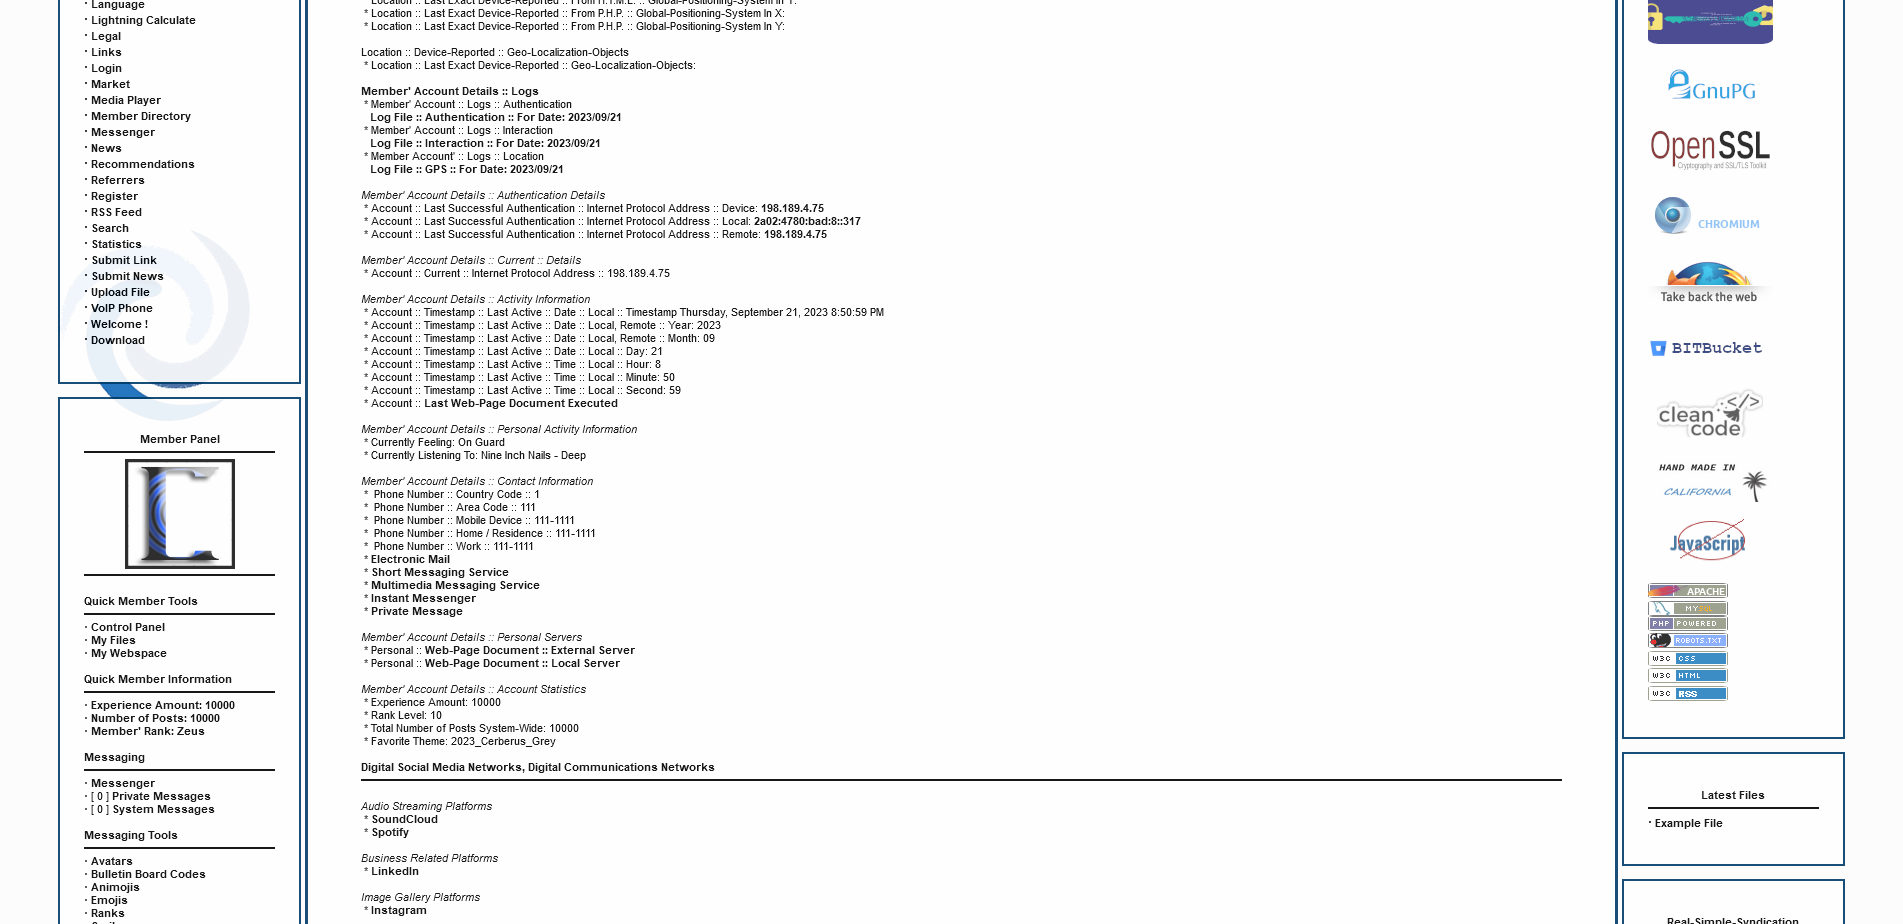 · Language
· Lightning Calculate
· Legal
· Links
· Login
· Market
· Media Player
· Member Directory
· Messenger
· News
· Recommendations
· Referrers
· Register
· RSS Feed
· Search
· Statistics
· Submit Link
· Submit News
· Upload File
· VoIP Phone
· Welcome !
· Download
Member Panel
Quick Member Tools
· Control Panel
· My Files
· My Webspace
Quick Member Information
· Experience Amount: 10000
· Number of Posts: 10000
· Member' Rank: Zeus
Messaging
· Messenger
· [ 0 ] Private Messages
· [ 0 ] System Messages
Messaging Tools
· Avatars
· Bulletin Board Codes
· Animojis
· Emojis
· Ranks
* Location :: Last Exact Device-Reported :: From H.T.M.L. :: Global-Positioning-System In Y:
* Location :: Last Exact Device-Reported :: From P.H.P. :: Global-Positioning-System In X:
* Location :: Last Exact Device-Reported :: From P.H.P. :: Global-Positioning-System In Y:
Location :: Device-Reported :: Geo-Localization-Objects
* Location :: Last Exact Device-Reported :: Geo-Localization-Objects:
Member' Account Details :: Logs
* Member' Account :: Logs :: Authentication
Log File :: Authentication :: For Date: 2023/09/21
* Member' Account :: Logs :: Interaction
Log File :: Interaction :: For Date: 2023/09/21
* Member Account' :: Logs :: Location
Log File :: GPS :: For Date: 2023/09/21
Member' Account Details :: Authentication Details
* Account :: Last Successful Authentication :: Internet Protocol Address :: Device: 198.189.4.75
* Account :: Last Successful Authentication :: Internet Protocol Address :: Local: 2a02:4780:bad:8::317
* Account :: Last Successful Authentication :: Internet Protocol Address :: Remote: 198.189.4.75
Member' Account Details :: Current :: Details
* Account :: Current :: Internet Protocol Address :: 198.189.4.75
Member' Account Details :: Activity Information
* Account :: Timestamp :: Last Active :: Date :: Local :: Timestamp Thursday, September 21, 2023 8:50:59 PM
* Account :: Timestamp :: Last Active :: Date :: Local, Remote :: Year: 2023
* Account :: Timestamp :: Last Active :: Date :: Local, Remote :: Month: 09
* Account :: Timestamp :: Last Active :: Date :: Local :: Day: 21
* Account :: Timestamp :: Last Active :: Time :: Local :: Hour: 8
* Account :: Timestamp :: Last Active :: Time :: Local :: Minute: 50
* Account :: Timestamp :: Last Active :: Time :: Local :: Second: 59
* Account :: Last Web-Page Document Executed
Member' Account Details :: Personal Activity Information
* Currently Feeling: On Guard
* Currently Listening To: Nine Inch Nails - Deep
Member' Account Details :: Contact Information
* Phone Number :: Country Code :: 1
* Phone Number :: Area Code :: 111
* Phone Number :: Mobile Device :: 111-1111
* Phone Number :: Home / Residence :: 111-1111
* Phone Number :: Work :: 111-1111
* Electronic Mail
* Short Messaging Service
* Multimedia Messaging Service
* Instant Messenger
* Private Message
Member' Account Details :: Personal Servers
* Personal :: Web-Page Document :: External Server
* Personal :: Web-Page Document :: Local Server
Member' Account Details :: Account Statistics
* Experience Amount: 10000
* Rank Level: 10
* Total Number of Posts System-Wide: 10000
* Favorite Theme: 2023_Cerberus_Grey
Digital Social Media Networks, Digital Communications Networks
Audio Streaming Platforms
* SoundCloud
* Spotify
Business Related Platforms
* LinkedIn
Image Gallery Platforms
* Instagram
GnuPG
OpenSSL
Cryptography and SSL/TLS Toolkit
CHROMIUM
Take back the web
BITBucket
clean </>
code
HAND MADE IN
CALIFORNIA
JavaScript
APACHE
MYSQL
PHP POWERED
ROBOTS.TXT
W3C CSS
W3C HTML
W3C RSS
Latest Files
· Example File
Real-Simple-Syndication